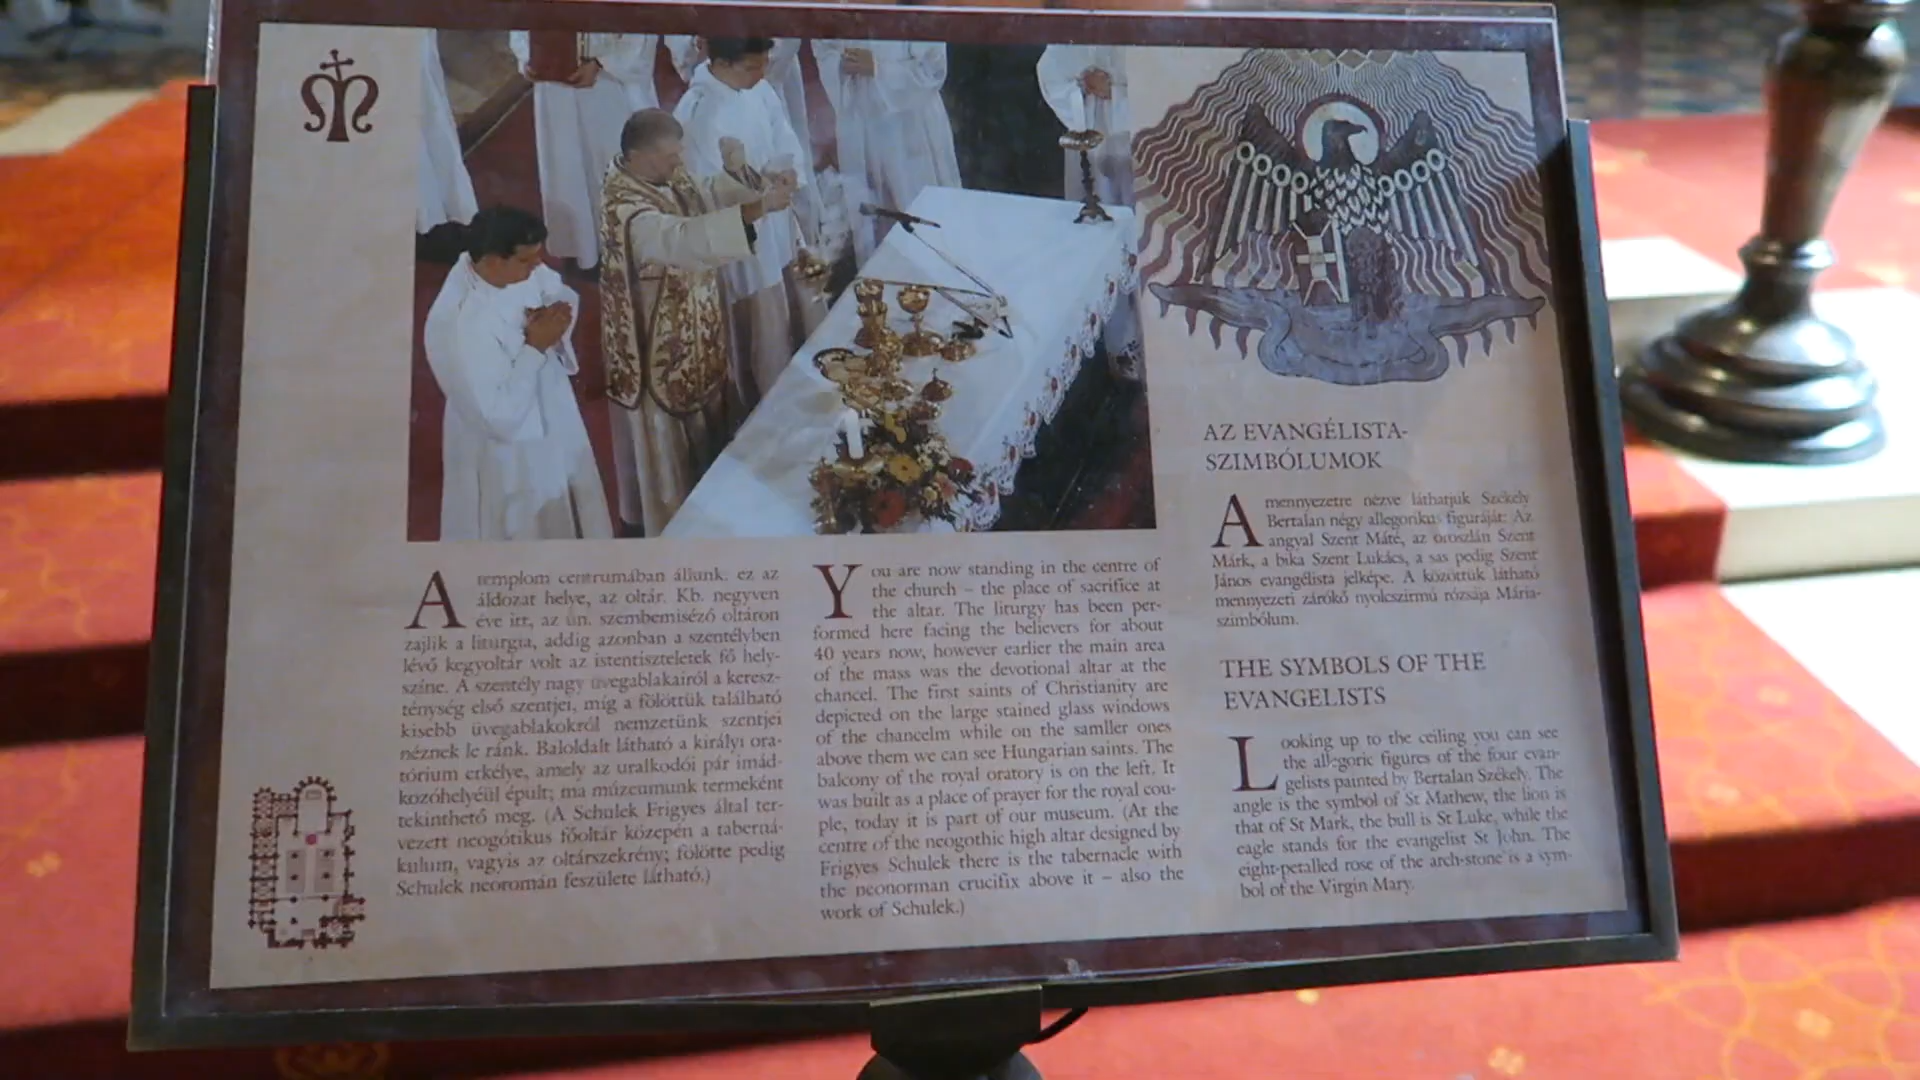 A templom centrumában állunk: ez az
áldozat helye, az oltár. Kb. negyven
éve itt, az ún. szembemiséző oltáron
zajlik a liturgia, addig azonban a szentélyben
lévő kegyoltár volt az istentiszteletek fő hely-
színe. A szentély nagy üvegablakairól a keresz-
ténység első szentjei, míg a fölöttük található
kisebb üvegablakokról nemzetünk szentjei
néznek le ránk. Baloldalt látható a királyi ora-
tórium erkélye, amely az uralkodói pár imád-
kozóhelyéül épült; ma múzeumunk termeként
tekinthető meg. (A Schulek Frigyes által ter-
vezett neogótikus főoltár közepén a taberná-
kulum, vagyis az oltárszekrény; fölötte pedig
Schulek neoromán feszülete látható.)
You are now standing in the centre of
the church – the place of sacrifice at
the altar. The liturgy has been per-
formed here facing the believers for about
40 years now, however earlier the main area
of the mass was the devotional altar at the
chancel. The first saints of Christianity are
depicted on the large stained glass windows
of the chancelm while on the samller ones
above them we can see Hungarian saints. The
balcony of the royal oratory is on the left. It
was built as a place of prayer for the royal cou-
ple, today it is part of our museum. (At the
centre of the neogothic high altar designed by
Frigyes Schulek there is the tabernacle with
the neonorman crucifix above it – also the
work of Schulek.)
AZ EVANGÉLISTA-
SZIMBÓLUMOK
A mennyezetre nézve láthatjuk Székely
Bertalan négy allegorikus figuráját: Az
angyal Szent Máté, az oroszlán Szent
Márk, a bika Szent Lukács, a sas pedig Szent
János evangélista jelképe. A közöttük látható
mennyezeti zárókő nyolcszirmú rózsája Mária-
szimbólum.
THE SYMBOLS OF THE
EVANGELISTS
Looking up to the ceiling you can see
the allegoric figures of the four evan-
gelists painted by Bertalan Székely. The
angle is the symbol of St Mathew, the lion is
that of St Mark, the bull is St Luke, while the
eagle stands for the evangelist St John. The
eight-petalled rose of the arch-stone is a sym-
bol of the Virgin Mary.